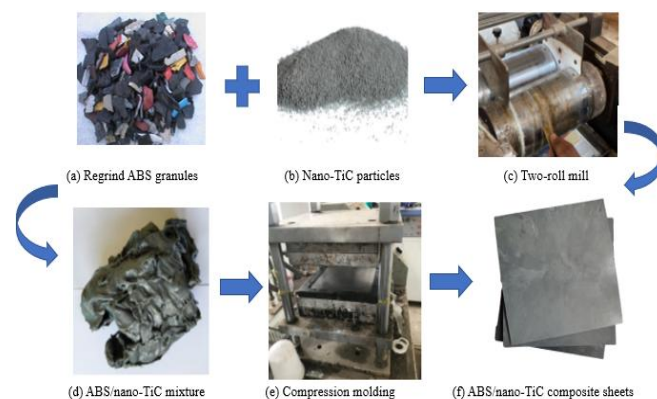 (a) Regrind ABS granules
(b) Nano-TiC particles
(c) Two-roll mill
(d) ABS/nano-TiC mixture
(e) Compression molding
(f) ABS/nano-TiC composite sheets